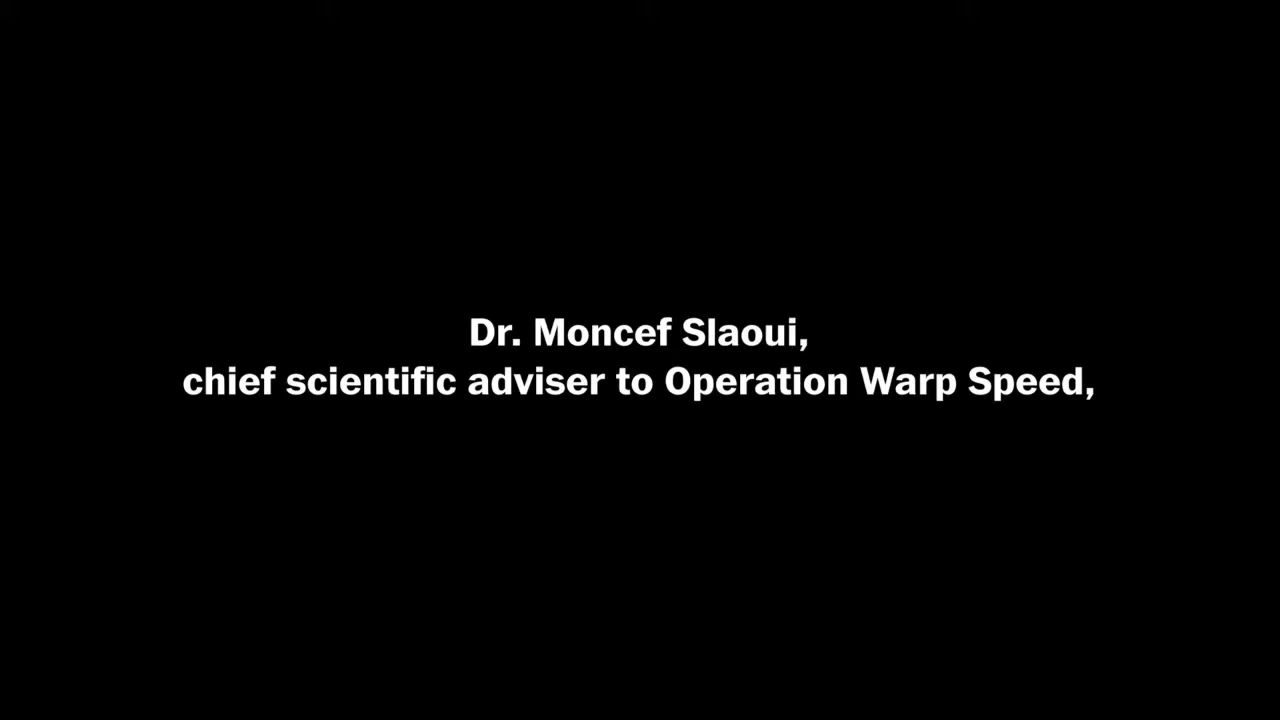 Dr. Moncef Slaoui,
chief scientific adviser to Operation Warp Speed,